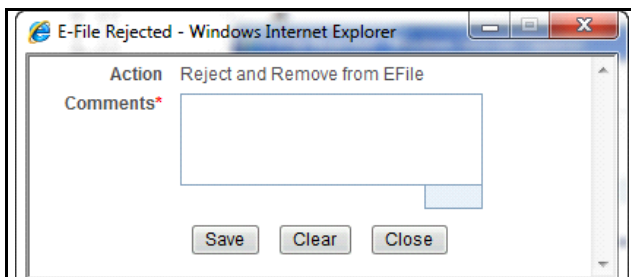 E-File Rejected - Windows Internet Explorer
Action Reject and Remove from EFile
Comments*
Save Clear Close